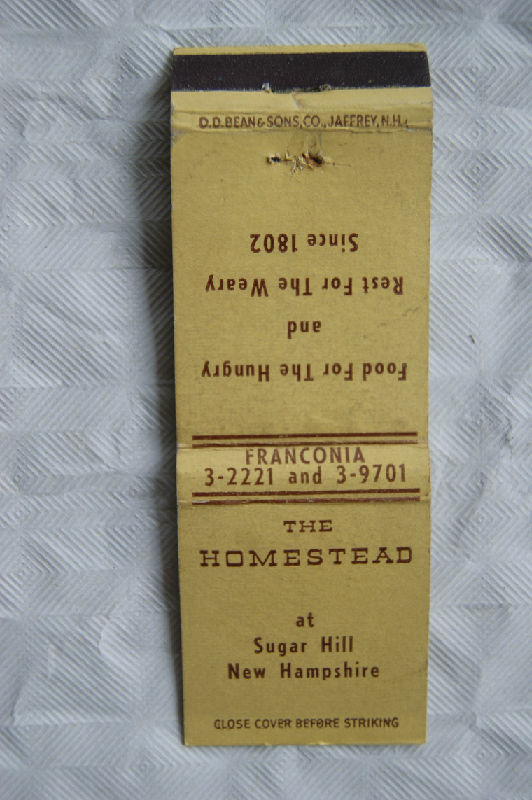 D.D. BEAN & SONS, CO., JAFFREY, N.H.
Food For The Hungry
and
Rest For The Weary
Since 1802
FRANCONIA
3-2221 and 3-9701
THE
HOMESTEAD
at
Sugar Hill
New Hampshire
CLOSE COVER BEFORE STRIKING